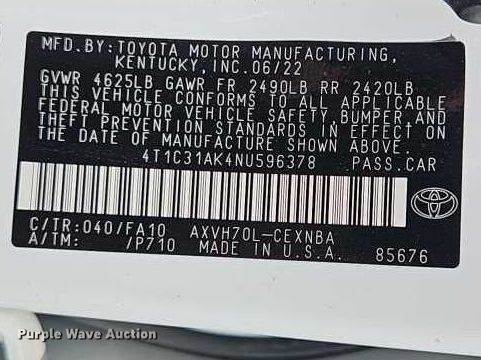 MFD. BY: TOYOTA MOTOR MANUFACTURING,
KENTUCKY, INC. 06/22
GVWR 4625LB GAWR FR 2490LB RR 2420LB
THIS VEHICLE CONFORMS TO ALL APPLICABLE
FEDERAL MOTOR VEHICLE SAFETY, BUMPER, AND
THEFT PREVENTION STANDARDS IN EFFECT ON
THE DATE OF MANUFACTURE SHOWN ABOVE.
4T1C31AK4NU596378 PASS. CAR
C/TR: 040/FA10 AXVH70L-CEXNBA
A/TM: /P710 MADE IN U.S.A. 85676
TOYOTA
Purple Wave Auction